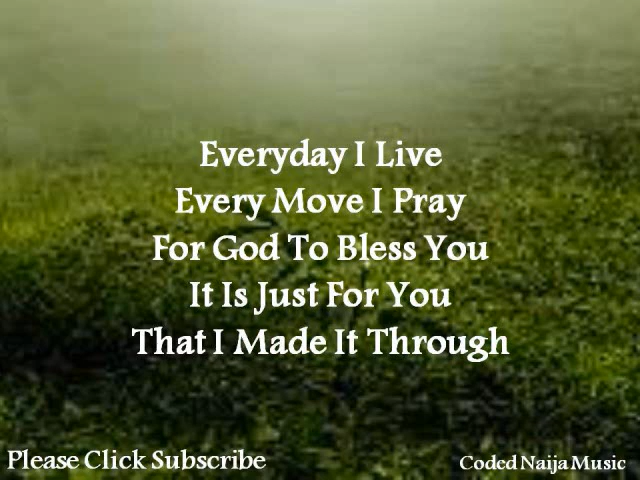 Everyday I Live
Every Move I Pray
For God To Bless You
It Is Just For You
That I Made It Through
Please Click Subscribe
Coded Naija Music